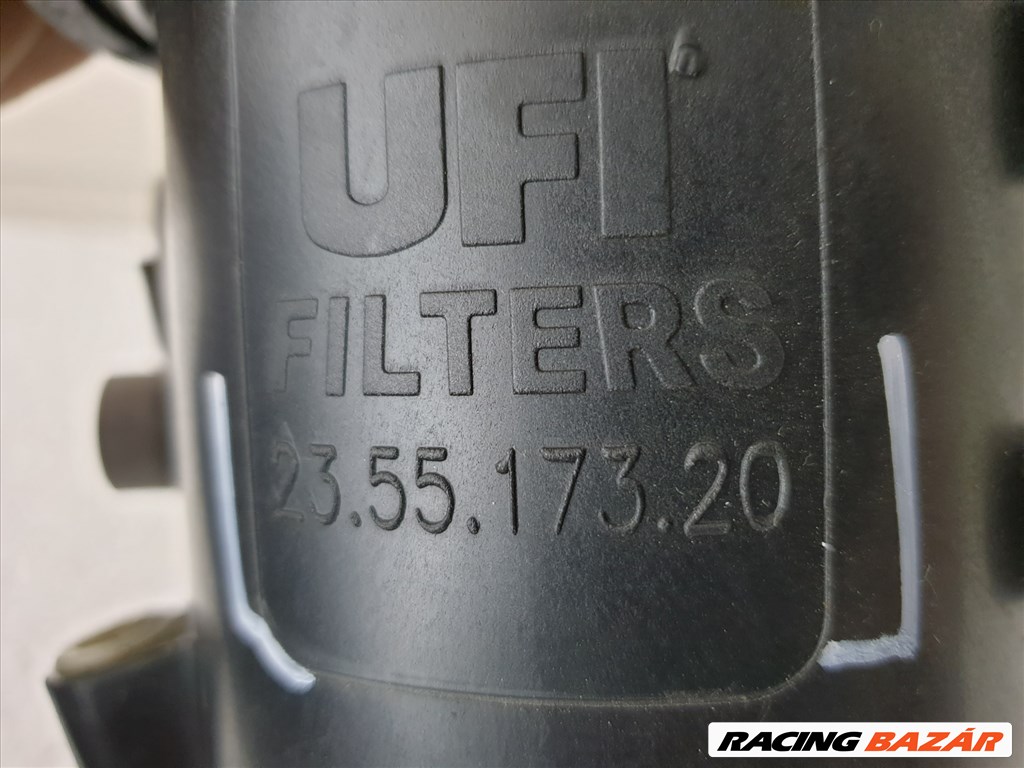 UFI
FILTERS
23.55.173.20
RACING BAZÁR